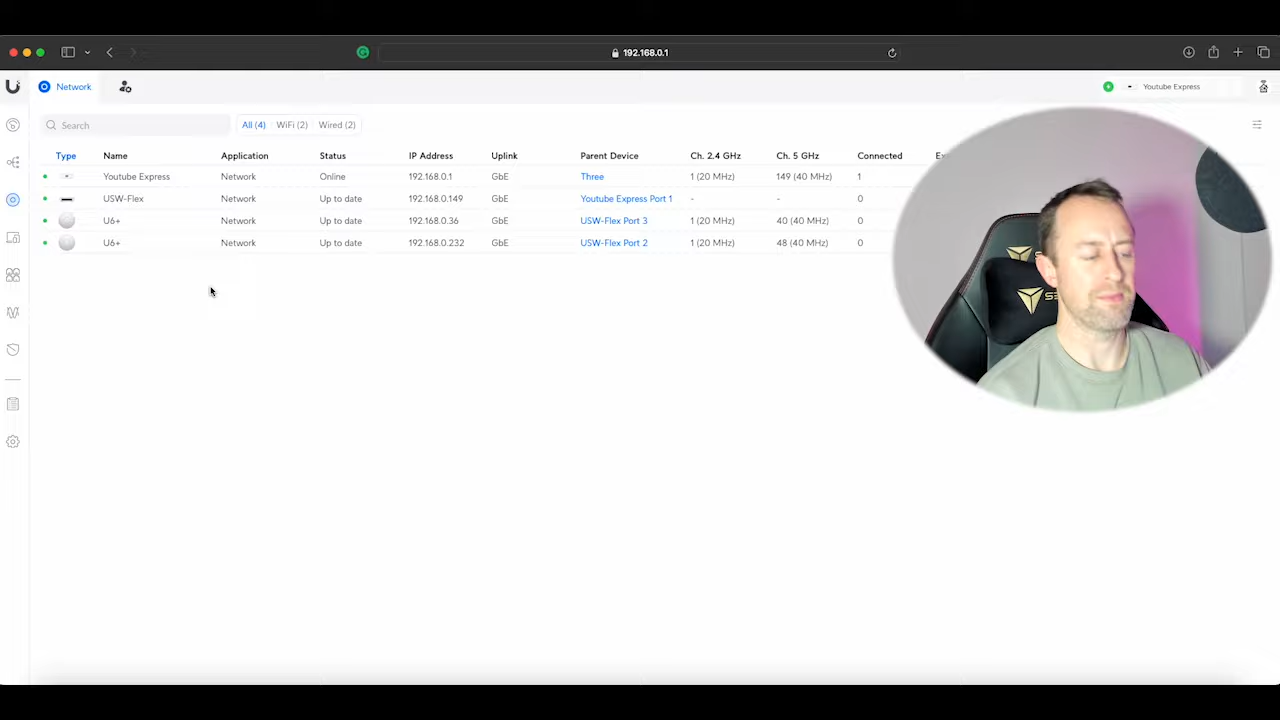 192.168.0.1
Network
Youtube Express
Search
All (4) WiFi (2) Wired (2)
Type Name Application Status IP Address Uplink Parent Device Ch. 2.4 GHz Ch. 5 GHz Connected
Youtube Express Network Online 192.168.0.1 GbE Three 1 (20 MHz) 149 (40 MHz) 1
USW-Flex Network Up to date 192.168.0.149 GbE Youtube Express Port 1 - - 0
U6+ Network Up to date 192.168.0.36 GbE USW-Flex Port 3 1 (20 MHz) 40 (40 MHz) 0
U6+ Network Up to date 192.168.0.232 GbE USW-Flex Port 2 1 (20 MHz) 48 (40 MHz) 0